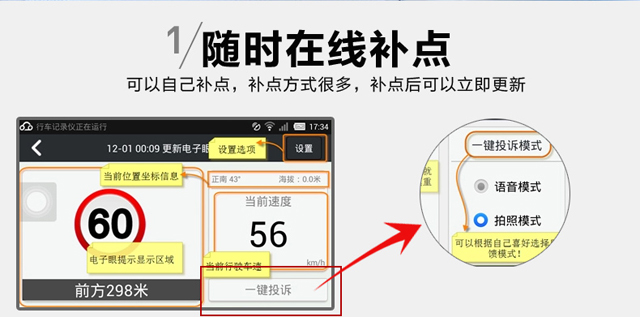 1/随时在线补点
可以自己补点，补点方式很多，补点后可以立即更新
行车记录仪正在运行
17:34
12-01 00:09 更新电子眼
设置选项
设置
当前位置坐标信息
正南 43°
海拔：0.0米
60
当前速度
56
km/h
电子眼提示显示区域
当前行驶车速
前方298米
一键投诉
一键投诉模式
语音模式
拍照模式
可以根据自己喜好选择
馈模式！